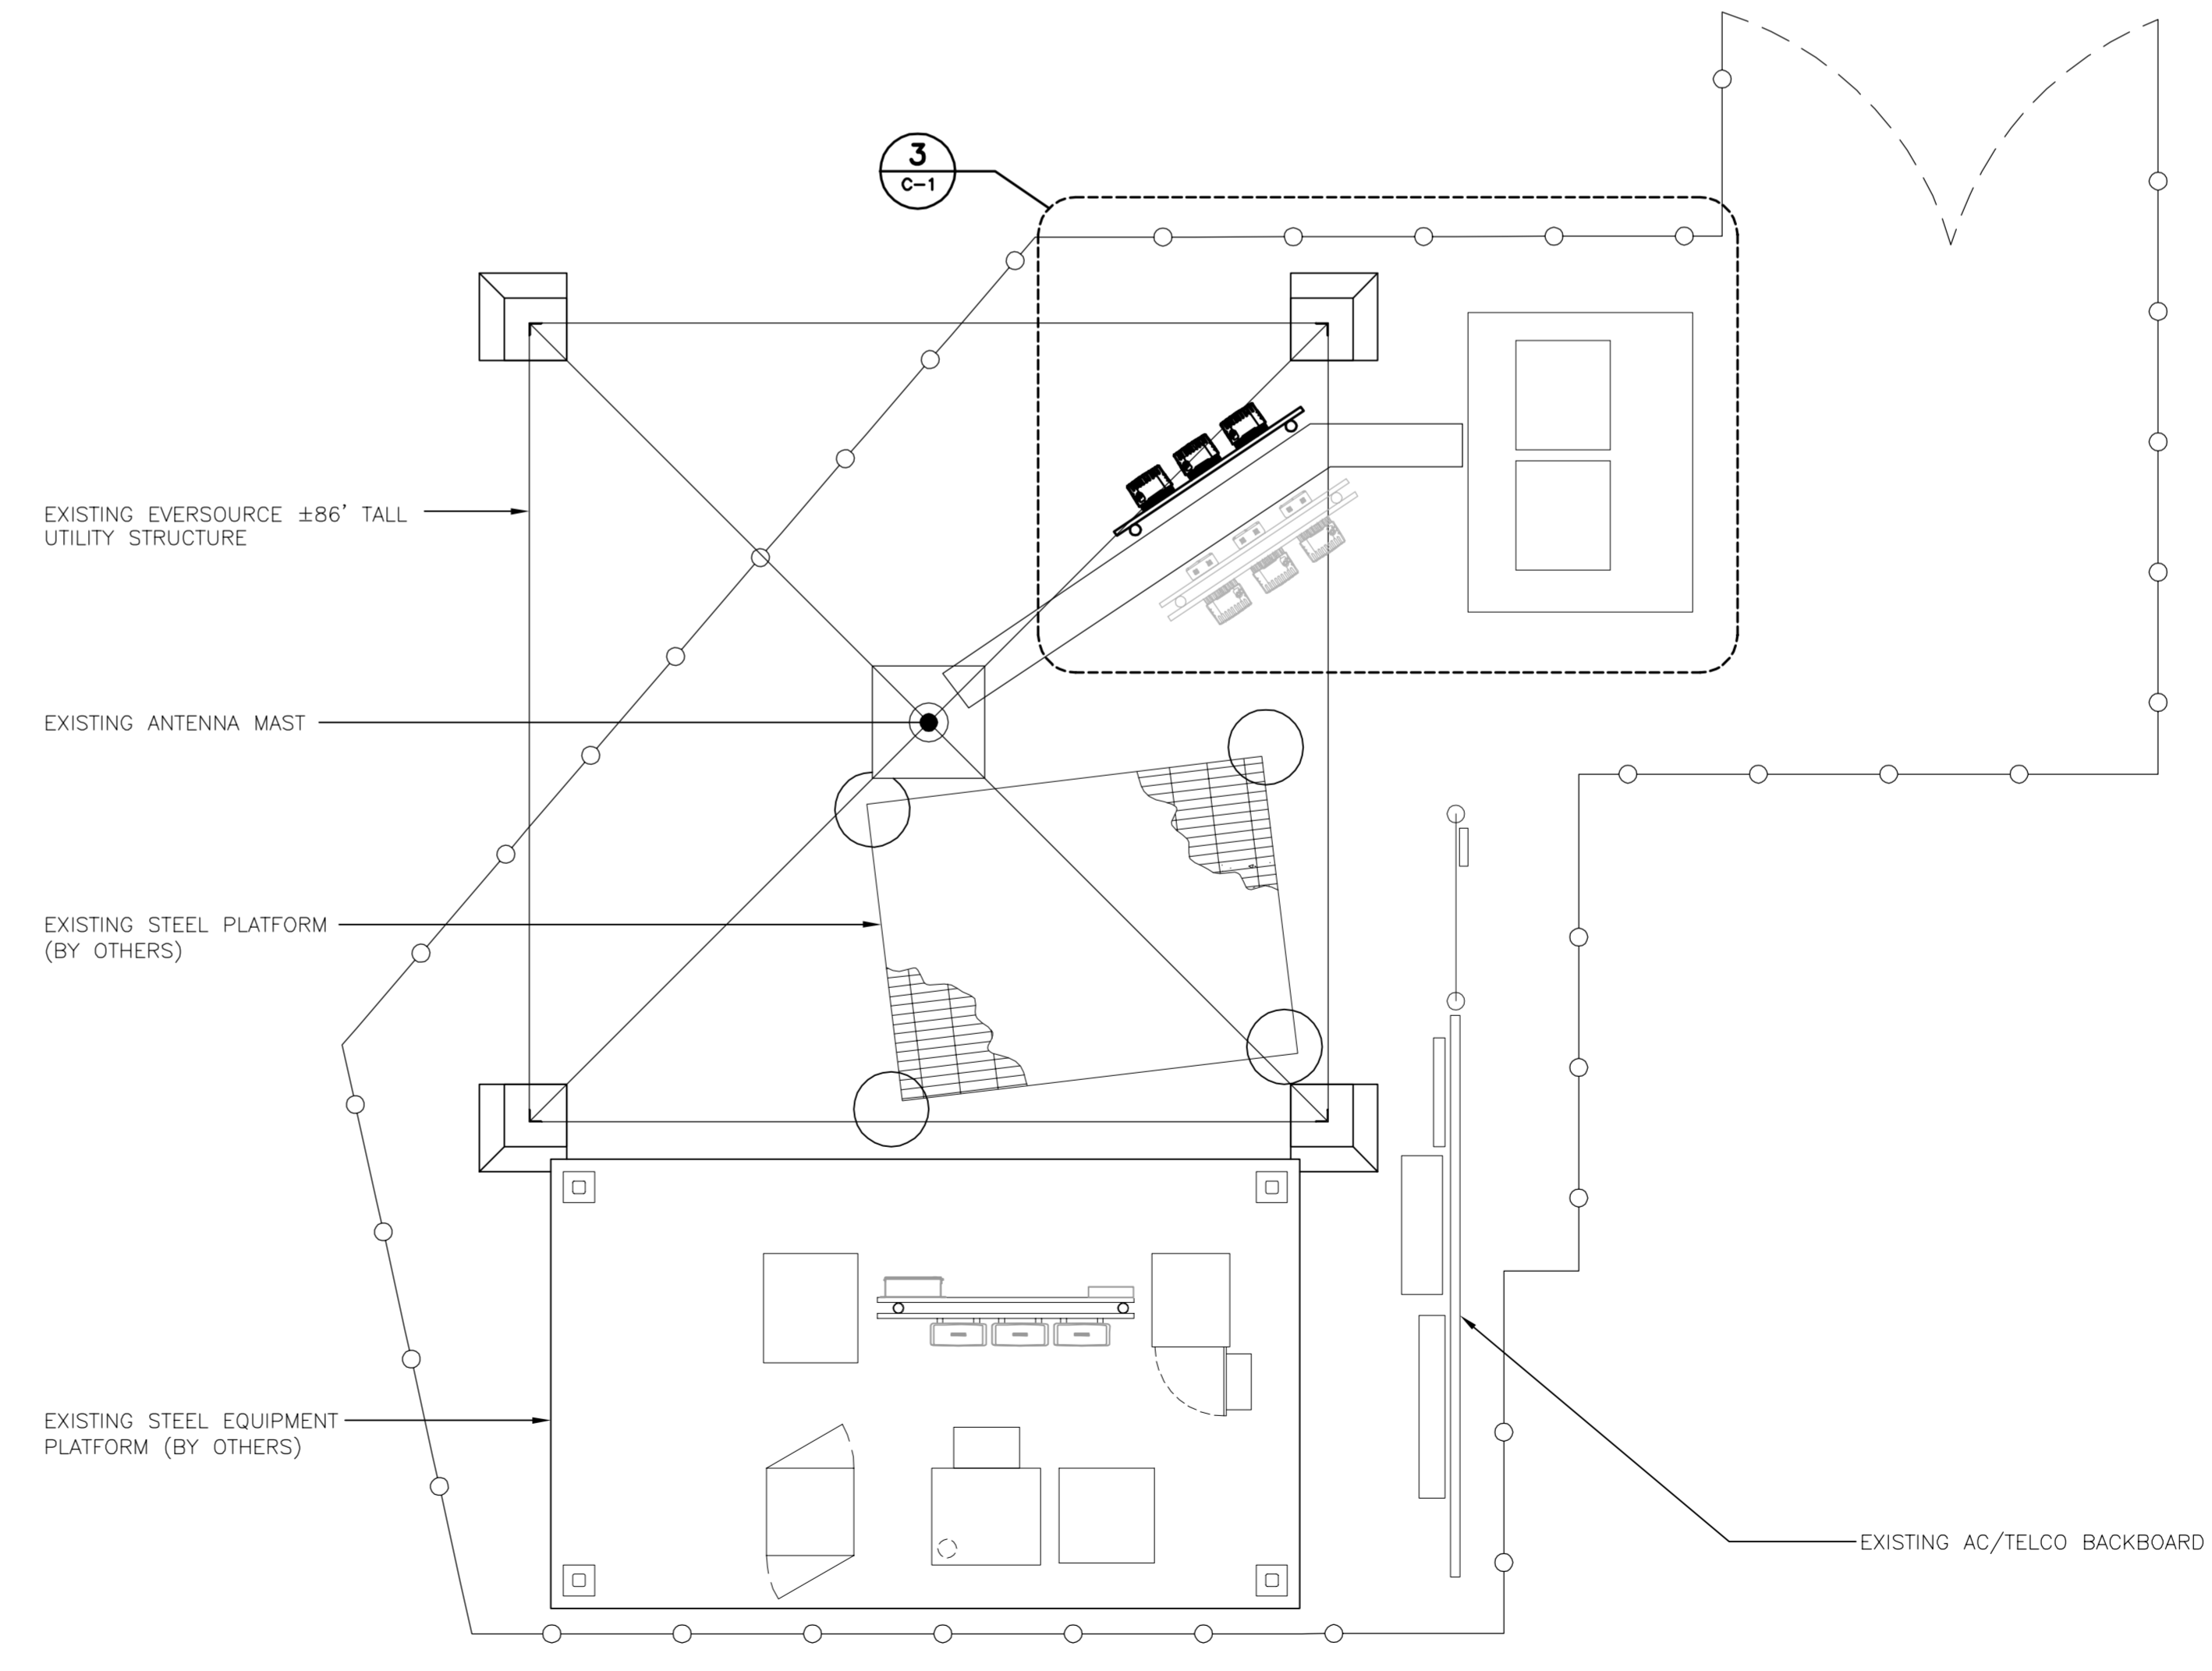 3
C-1
EXISTING EVERSOURCE ±86' TALL
UTILITY STRUCTURE
EXISTING ANTENNA MAST
EXISTING STEEL PLATFORM
(BY OTHERS)
EXISTING STEEL EQUIPMENT
PLATFORM (BY OTHERS)
EXISTING AC/TELCO BACKBOARD